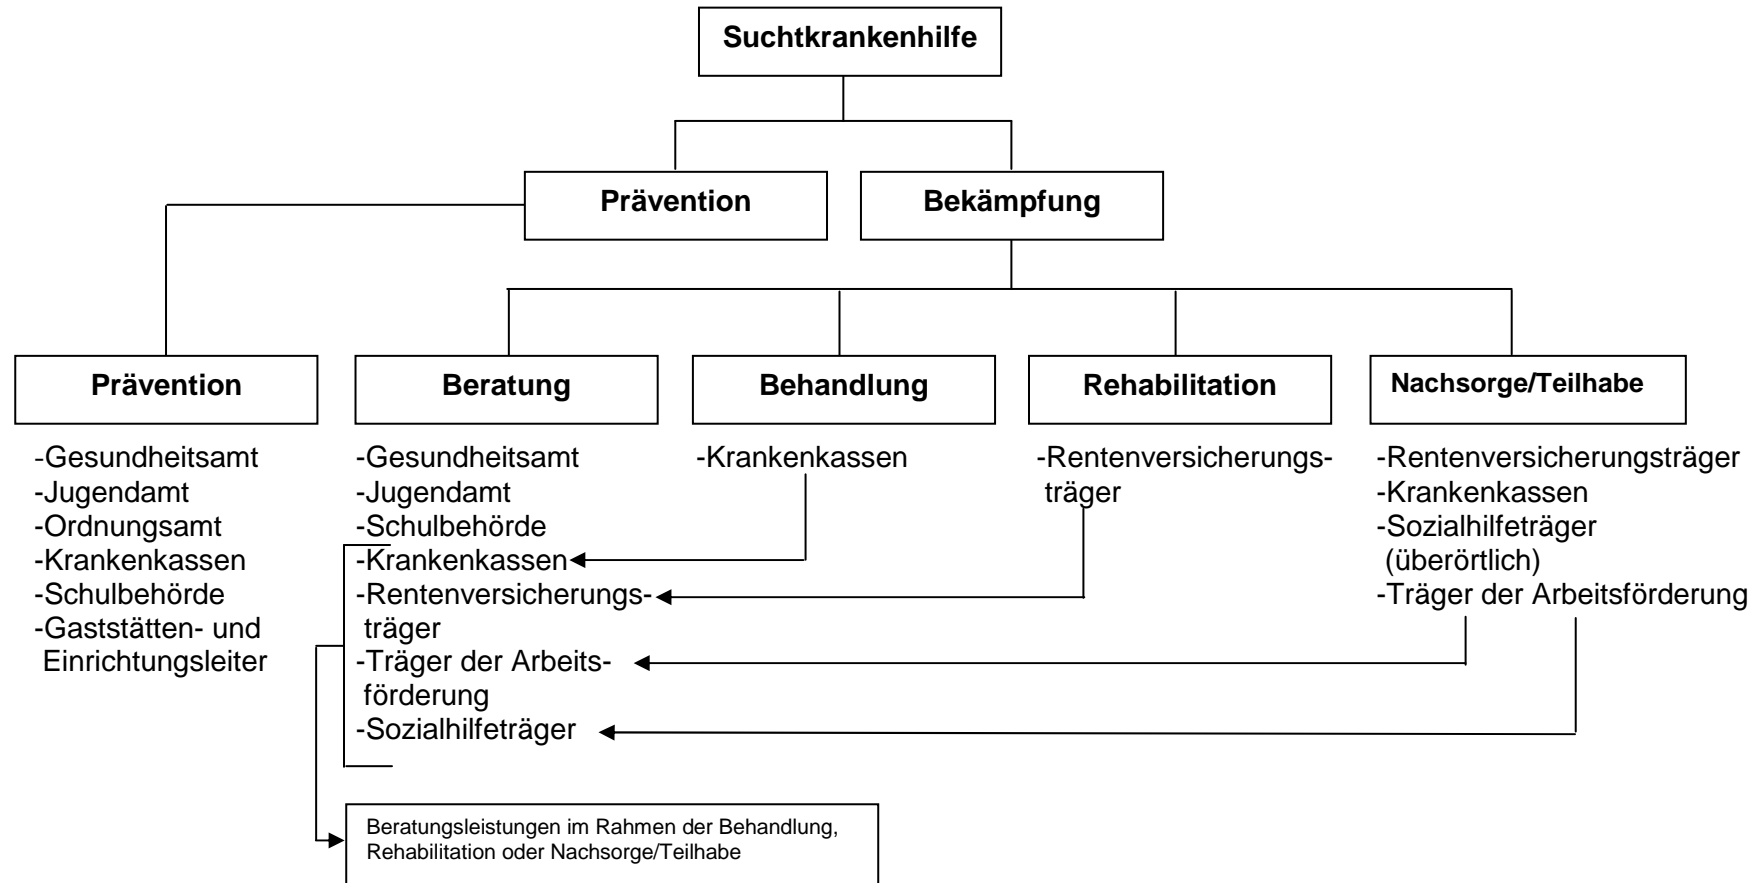 Suchtkrankenhilfe
Prävention
Bekämpfung
Prävention
-Gesundheitsamt
-Jugendamt
-Ordnungsamt
-Krankenkassen
-Schulbehörde
-Gaststätten- und
Einrichtungsleiter
Beratung
-Gesundheitsamt
-Jugendamt
-Schulbehörde
-Krankenkassen
-Rentenversicherungs-
träger
-Träger der Arbeits-
förderung
-Sozialhilfeträger
Behandlung
-Krankenkassen
Rehabilitation
-Rentenversicherungs-
träger
Nachsorge/Teilhabe
-Rentenversicherungsträger
-Krankenkassen
-Sozialhilfeträger
(überörtlich)
-Träger der Arbeitsförderung
Beratungsleistungen im Rahmen der Behandlung,
Rehabilitation oder Nachsorge/Teilhabe